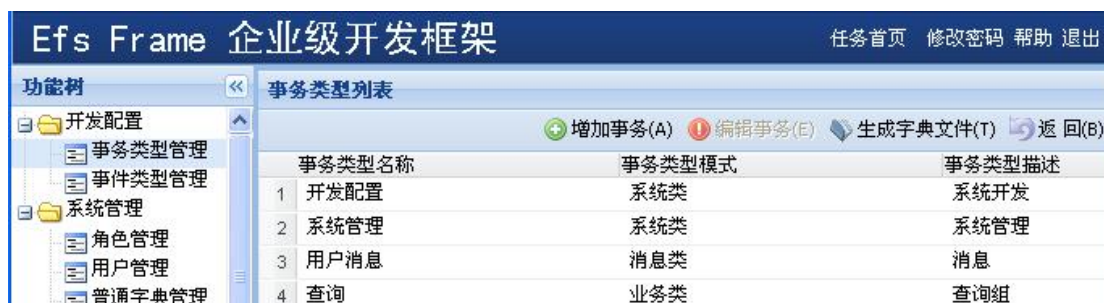 Efs Frame 企业级开发框架
任务首页 修改密码 帮助 退出
功能树
事务类型列表
开发配置
事务类型管理
事件类型管理
系统管理
角色管理
用户管理
普通字典管理
增加事务(A) 编辑事务(E) 生成字典文件(T) 返 回(B)
事务类型名称 事务类型模式 事务类型描述
1 开发配置 系统类 系统开发
2 系统管理 系统类 系统管理
3 用户消息 消息类 消息
4 查询 业务类 查询组